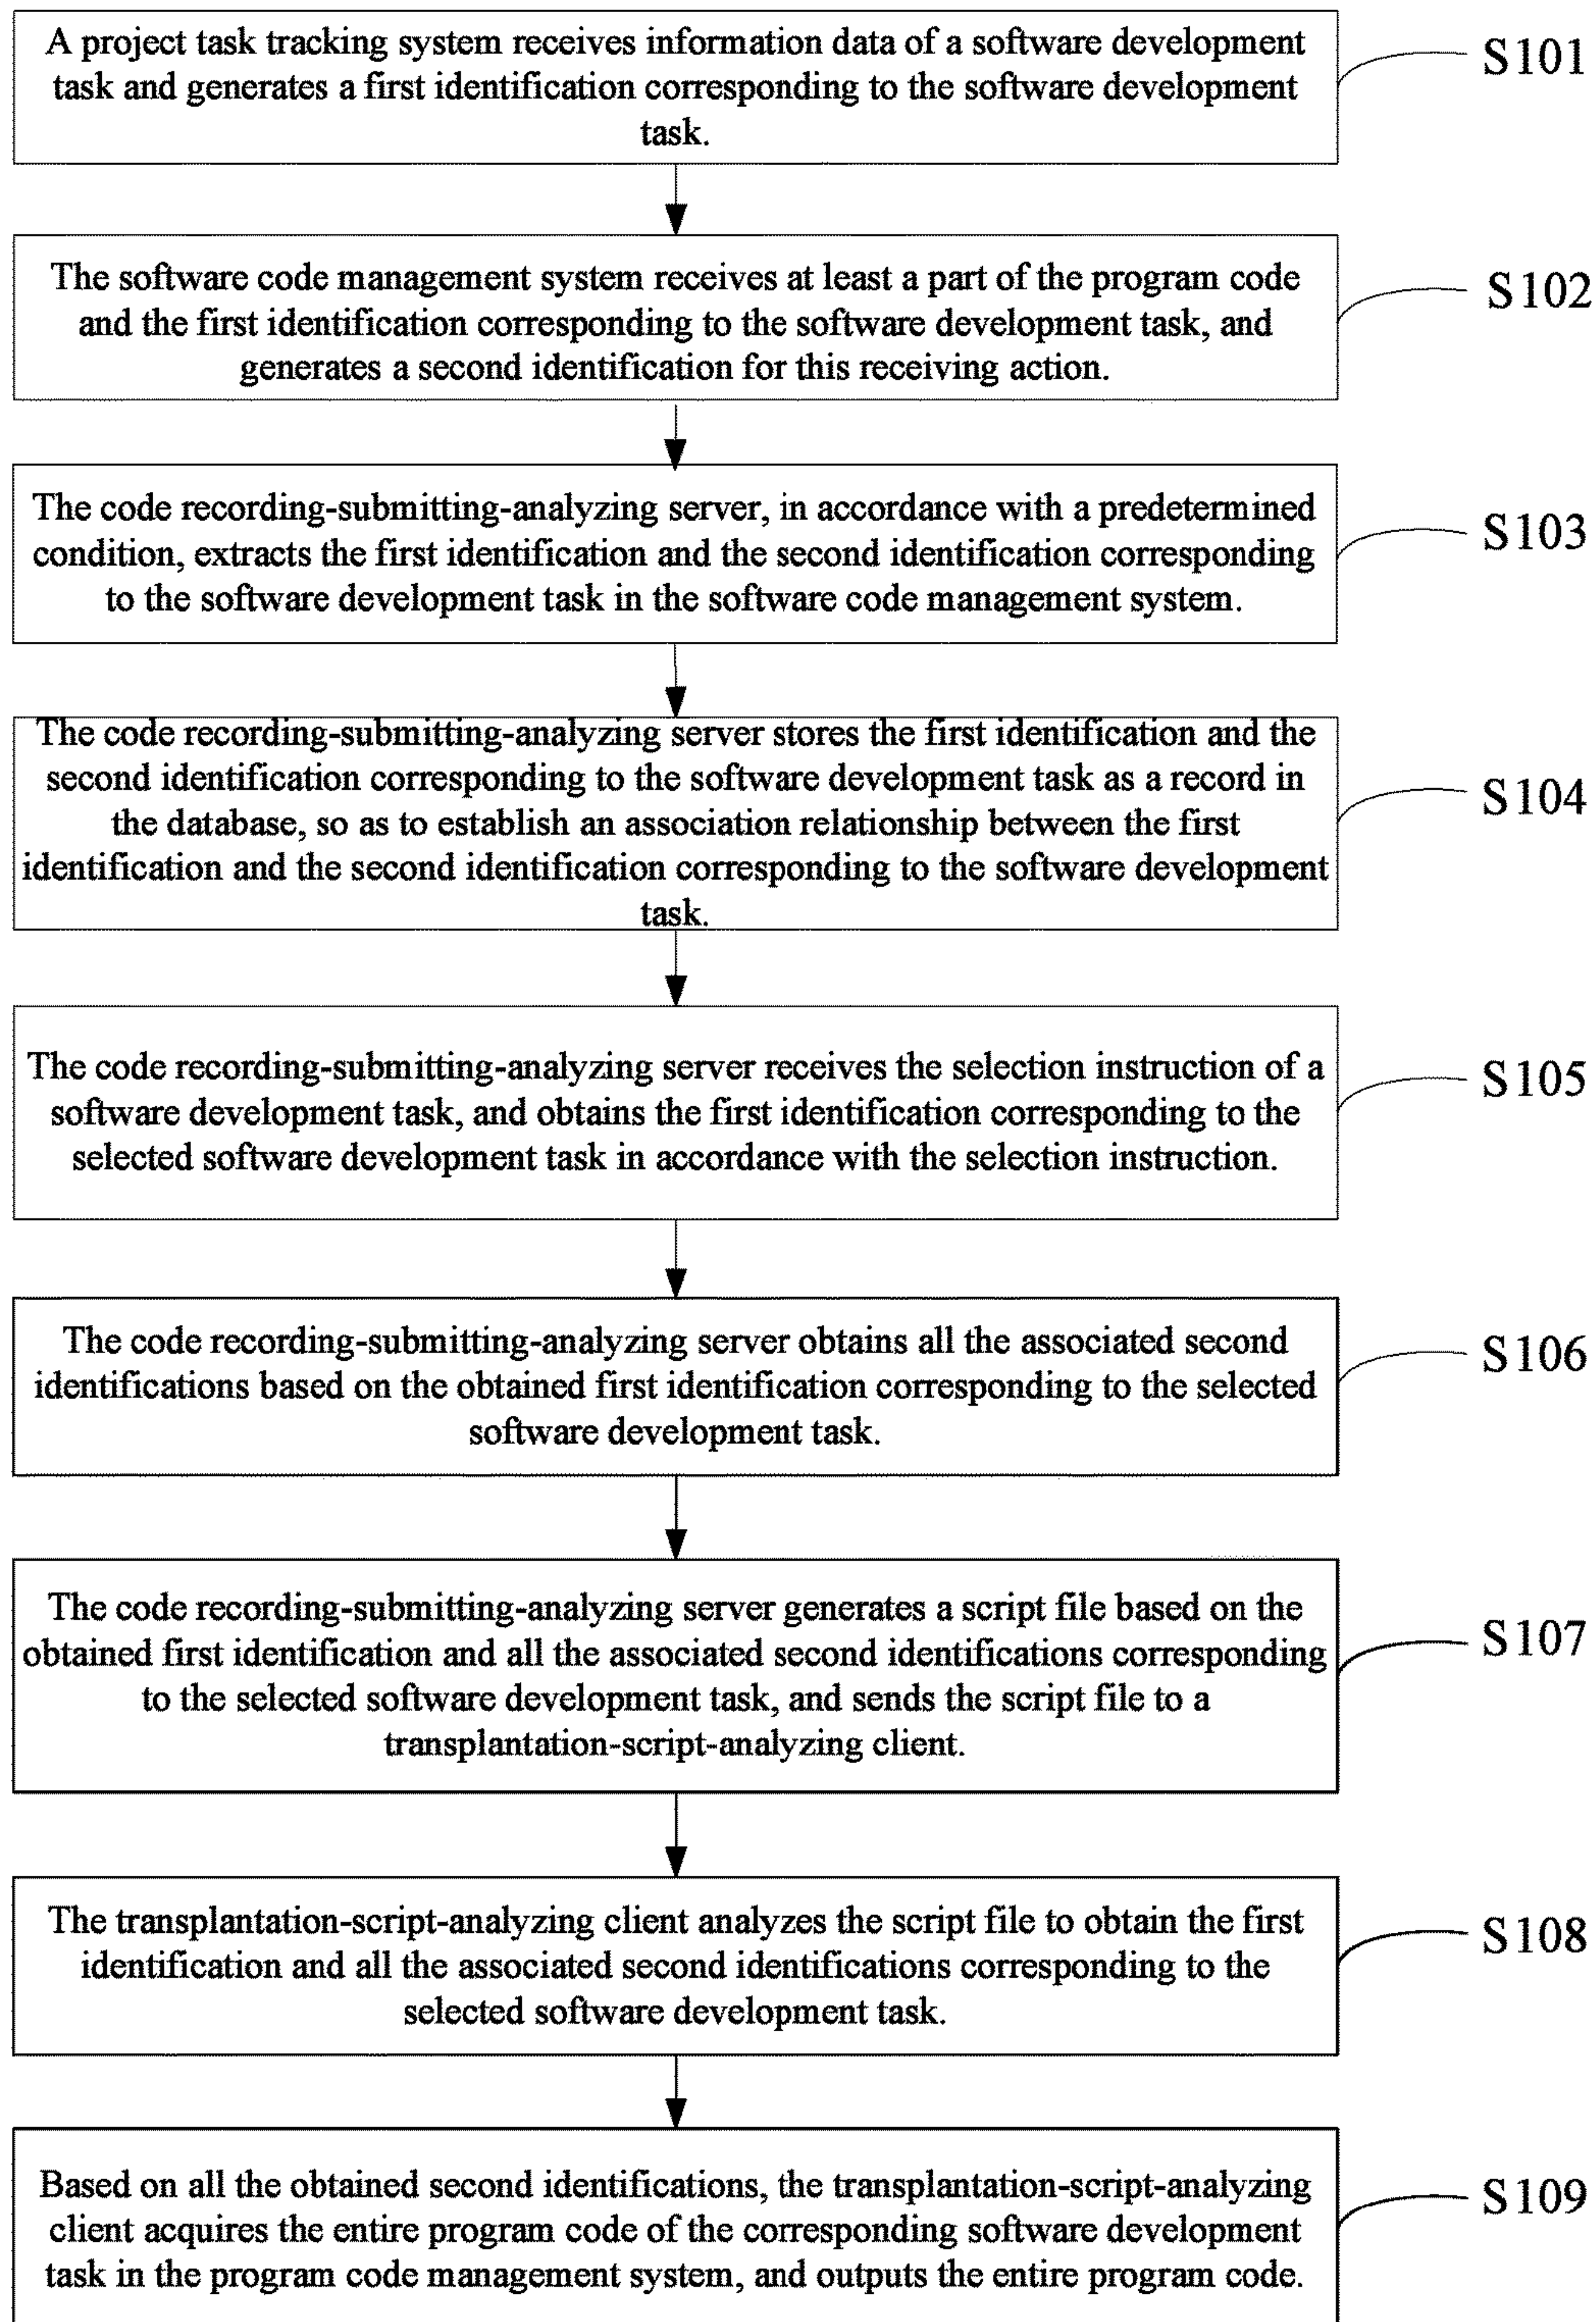 A project task tracking system receives information data of a software development
task and generates a first identification corresponding to the software development
task.
S101
The software code management system receives at least a part of the program code
and the first identification corresponding to the software development task, and
generates a second identification for this receiving action.
S102
The code recording-submitting-analyzing server, in accordance with a predetermined
condition, extracts the first identification and the second identification corresponding
to the software development task in the software code management system.
S103
The code recording-submitting-analyzing server stores the first identification and the
second identification corresponding to the software development task as a record in
the database, so as to establish an association relationship between the first
identification and the second identification corresponding to the software development
task.
S104
The code recording-submitting-analyzing server receives the selection instruction of a
software development task, and obtains the first identification corresponding to the
selected software development task in accordance with the selection instruction.
S105
The code recording-submitting-analyzing server obtains all the associated second
identifications based on the obtained first identification corresponding to the selected
software development task.
S106
The code recording-submitting-analyzing server generates a script file based on the
obtained first identification and all the associated second identifications corresponding
to the selected software development task, and sends the script file to a
transplantation-script-analyzing client.
S107
The transplantation-script-analyzing client analyzes the script file to obtain the first
identification and all the associated second identifications corresponding to the
selected software development task.
S108
Based on all the obtained second identifications, the transplantation-script-analyzing
client acquires the entire program code of the corresponding software development
task in the program code management system, and outputs the entire program code.
S109